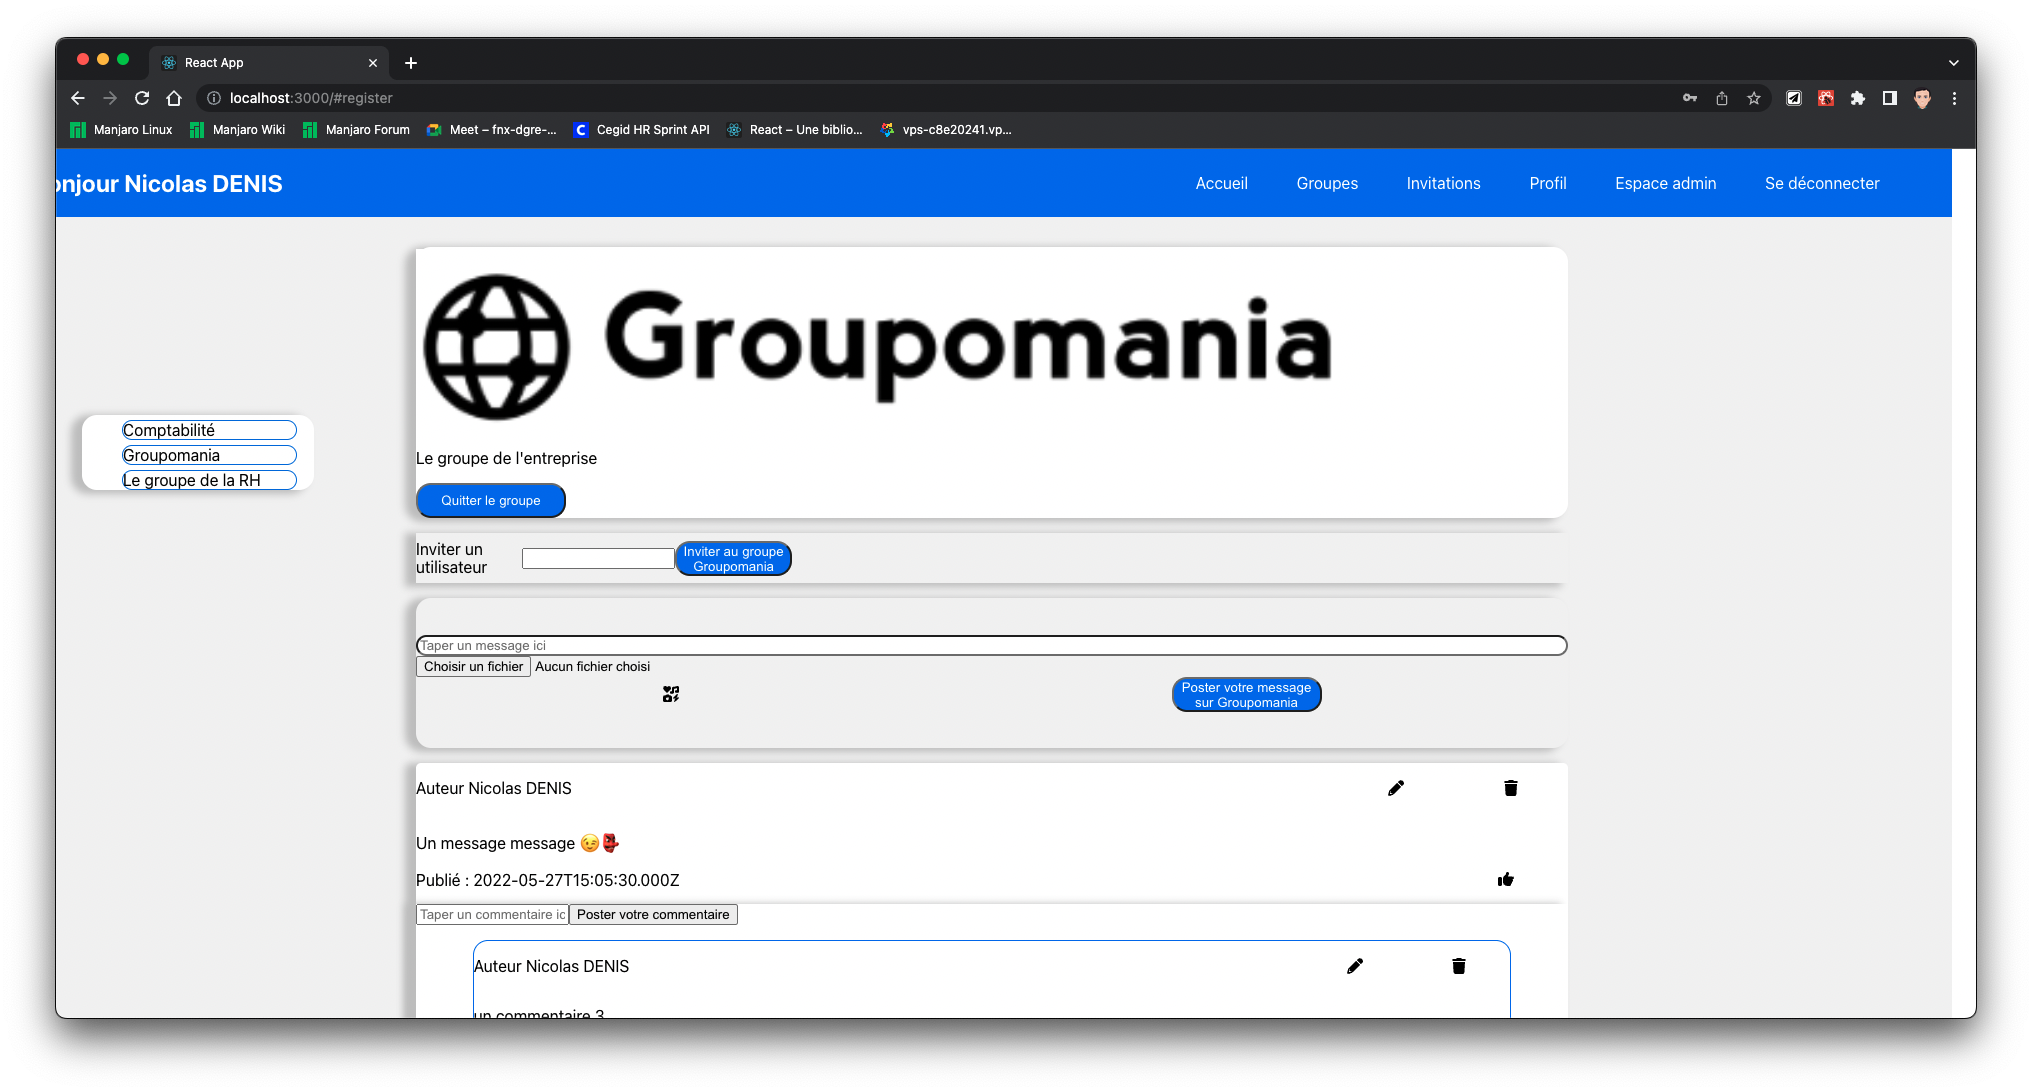 React App
localhost:3000/#register
Manjaro Linux Manjaro Wiki Manjaro Forum Meet – fnx-dgre-... Cegid HR Sprint API React – Une biblio... vps-c8e20241.vp...
onjour Nicolas DENIS Accueil Groupes Invitations Profil Espace admin Se déconnecter
Groupomania
Comptabilité
Groupomania
Le groupe de la RH
Le groupe de l'entreprise
Quitter le groupe
Inviter un
utilisateur
Inviter au groupe
Groupomania
Taper un message ici
Choisir un fichier Aucun fichier choisi
Poster votre message
sur Groupomania
Auteur Nicolas DENIS
Un message message 😉👺
Publié : 2022-05-27T15:05:30.000Z
Taper un commentaire ic Poster votre commentaire
Auteur Nicolas DENIS
un commentaire 3